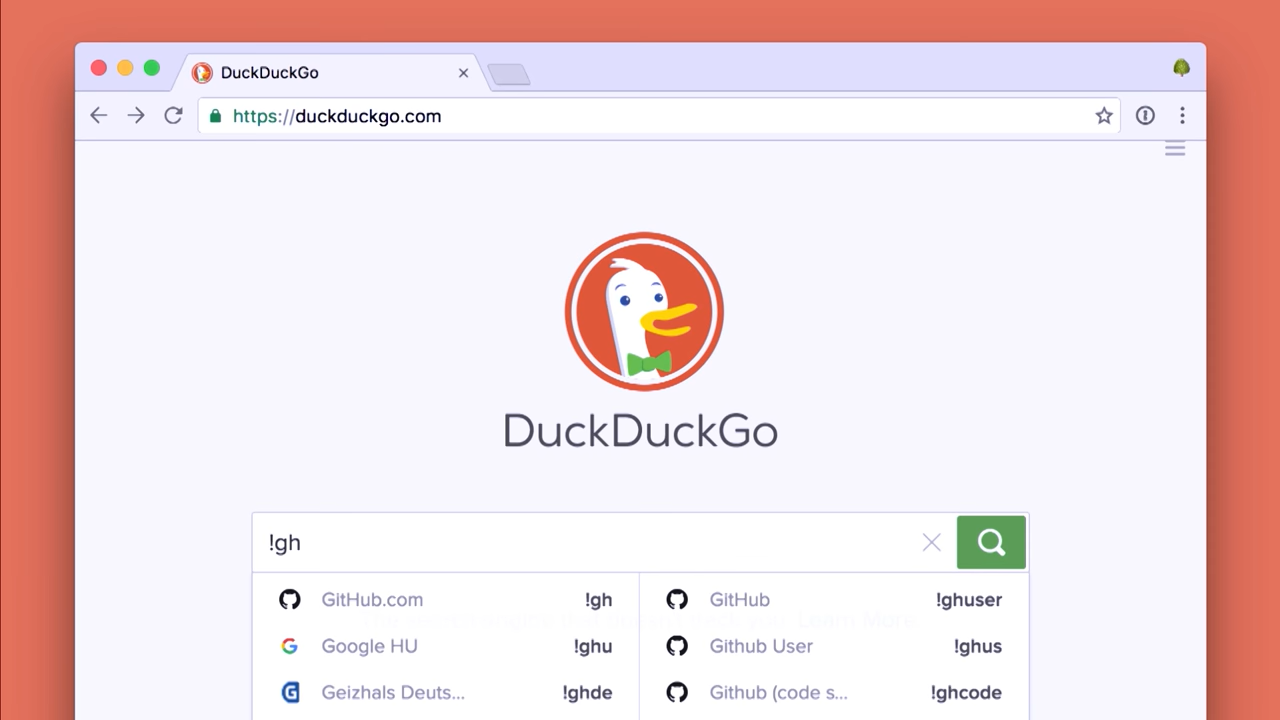 DuckDuckGo
https://duckduckgo.com
DuckDuckGo
!gh
GitHub.com !gh GitHub !ghuser
Google HU !ghu Github User !ghus
Geizhals Deuts... !ghde Github (code s... !ghcode